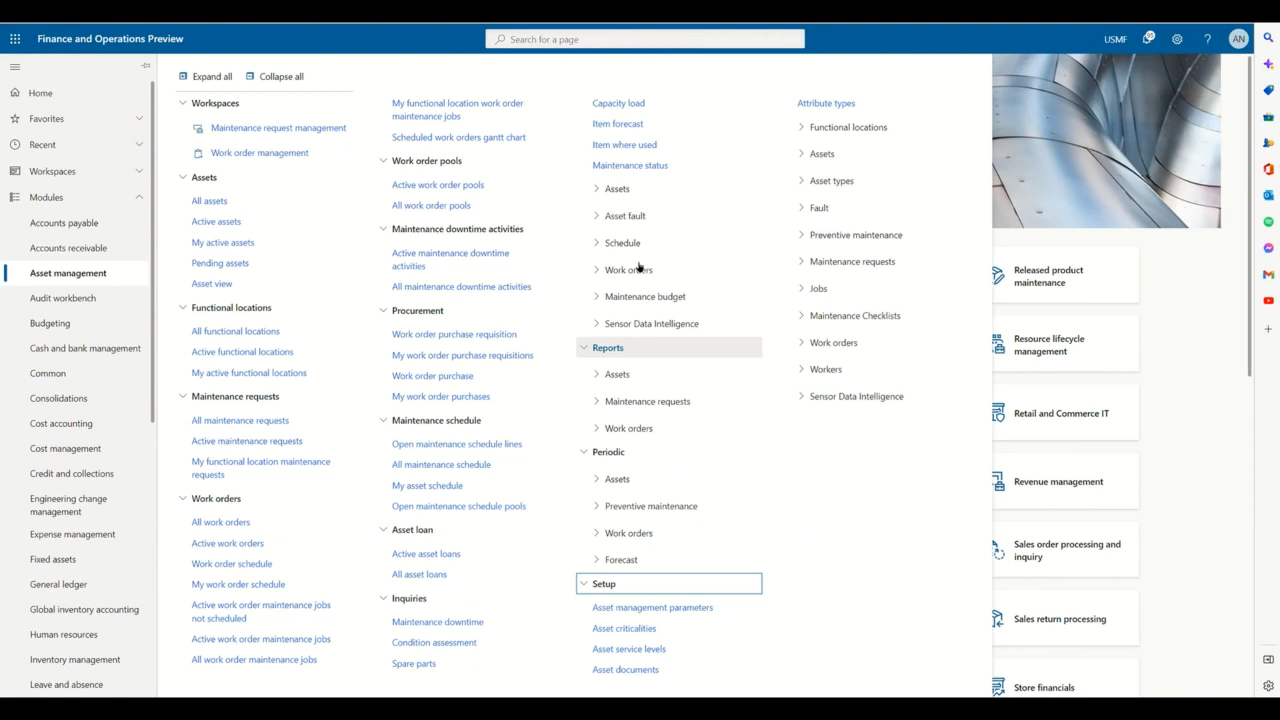 Finance and Operations Preview
Search for a page
USMF
AN
Home
Favorites
Recent
Workspaces
Modules
Accounts payable
Accounts receivable
Asset management
Audit workbench
Budgeting
Cash and bank management
Common
Consolidations
Cost accounting
Cost management
Credit and collections
Engineering change
management
Expense management
Fixed assets
General ledger
Global inventory accounting
Human resources
Inventory management
Leave and absence
Expand all
Collapse all
Workspaces
Maintenance request management
Work order management
Assets
All assets
Active assets
My active assets
Pending assets
Asset view
Functional locations
All functional locations
Active functional locations
My active functional locations
Maintenance requests
All maintenance requests
Active maintenance requests
My functional location maintenance
requests
Work orders
All work orders
Active work orders
Work order schedule
My work order schedule
Active work order maintenance jobs
not scheduled
Active work order maintenance jobs
All work order maintenance jobs
My functional location work order
maintenance jobs
Scheduled work orders gantt chart
Work order pools
Active work order pools
All work order pools
Maintenance downtime activities
Active maintenance downtime
activities
All maintenance downtime activities
Procurement
Work order purchase requisition
My work order purchase requisitions
Work order purchase
My work order purchases
Maintenance schedule
Open maintenance schedule lines
All maintenance schedule
My asset schedule
Open maintenance schedule pools
Asset loan
Active asset loans
All asset loans
Inquiries
Maintenance downtime
Condition assessment
Spare parts
Capacity load
Item forecast
Item where used
Maintenance status
Assets
Asset fault
Schedule
Work orders
Maintenance budget
Sensor Data Intelligence
Reports
Assets
Maintenance requests
Work orders
Periodic
Assets
Preventive maintenance
Work orders
Forecast
Setup
Asset management parameters
Asset criticalities
Asset service levels
Asset documents
Attribute types
Functional locations
Assets
Asset types
Fault
Preventive maintenance
Maintenance requests
Jobs
Maintenance Checklists
Work orders
Workers
Sensor Data Intelligence
Released product
maintenance
Resource lifecycle
management
Retail and Commerce IT
Revenue management
Sales order processing and
inquiry
Sales return processing
Store financials